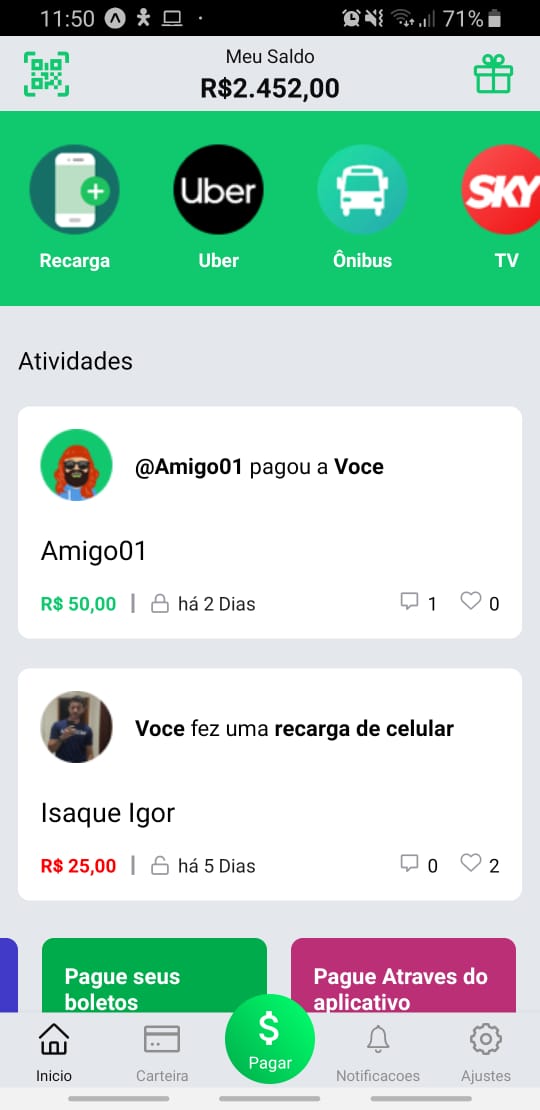 11:50
71%
Meu Saldo
R$2.452,00
Uber
SKY
Recarga
Uber
Ônibus
TV
Atividades
@Amigo01 pagou a Voce
Amigo01
R$ 50,00 | há 2 Dias 1 0
Voce fez uma recarga de celular
Isaque Igor
R$ 25,00 | há 5 Dias 0 2
Pague seus
boletos
Pague Atraves do
aplicativo
$
Pagar
Inicio
Carteira
Notificacoes
Ajustes